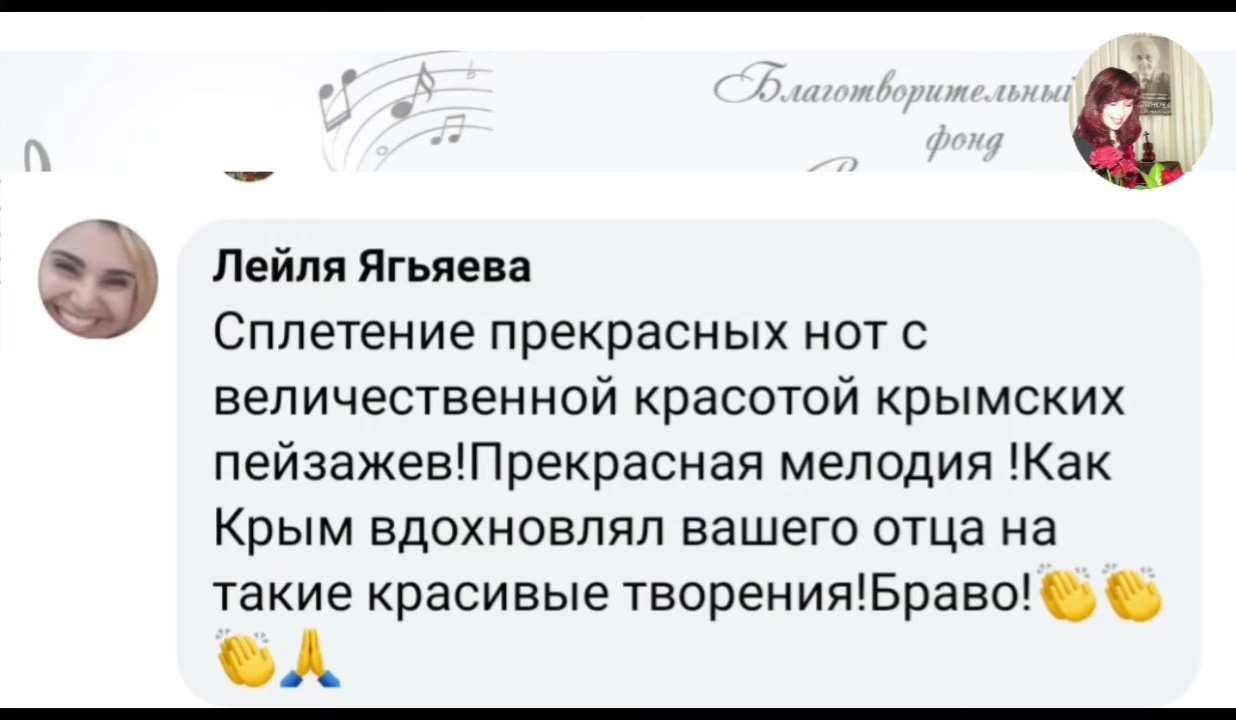 Благотворительный
фонд
Лейля Ягьяева
Сплетение прекрасных нот с
величественной красотой крымских
пейзажев!Прекрасная мелодия !Как
Крым вдохновлял вашего отца на
такие красивые творения!Браво!👏👏
👏🙏